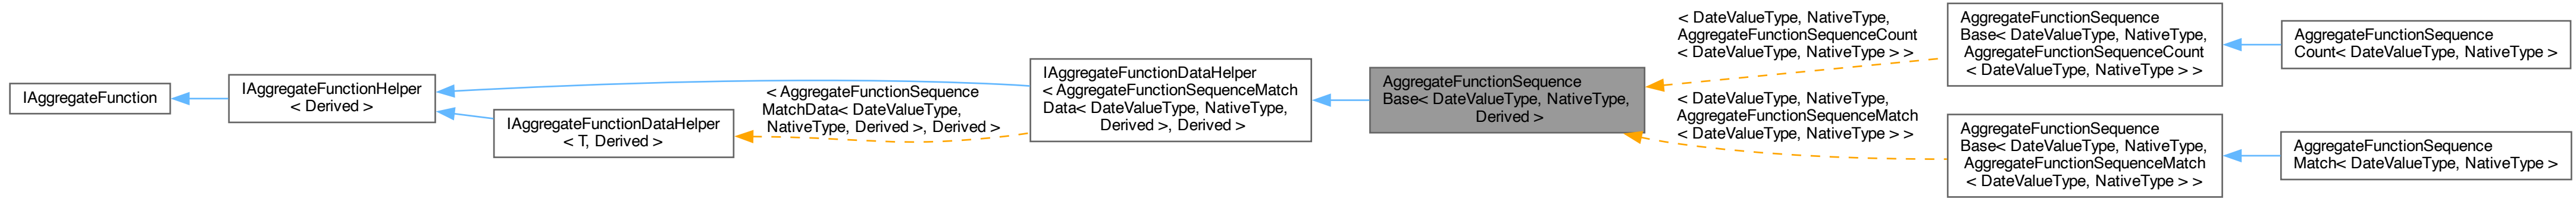 IAggregateFunction
IAggregateFunctionHelper
< Derived >
IAggregateFunctionDataHelper
< T, Derived >
< AggregateFunctionSequence
MatchData< DateValueType,
NativeType, Derived >, Derived >
IAggregateFunctionDataHelper
< AggregateFunctionSequenceMatch
Data< DateValueType, NativeType,
Derived >, Derived >
AggregateFunctionSequence
Base< DateValueType, NativeType,
Derived >
< DateValueType, NativeType,
AggregateFunctionSequenceCount
< DateValueType, NativeType > >
< DateValueType, NativeType,
AggregateFunctionSequenceMatch
< DateValueType, NativeType > >
AggregateFunctionSequence
Base< DateValueType, NativeType,
AggregateFunctionSequenceCount
< DateValueType, NativeType > >
AggregateFunctionSequence
Count< DateValueType, NativeType >
AggregateFunctionSequence
Base< DateValueType, NativeType,
AggregateFunctionSequenceMatch
< DateValueType, NativeType > >
AggregateFunctionSequence
Match< DateValueType, NativeType >